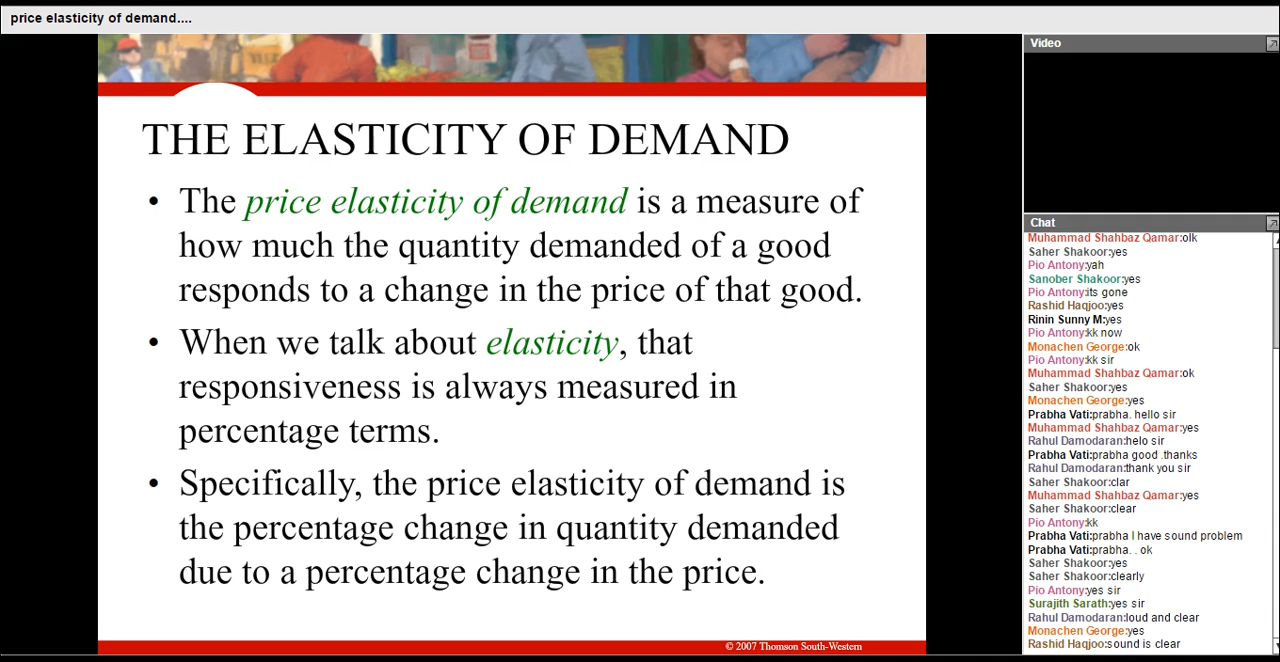 price elasticity of demand....
THE ELASTICITY OF DEMAND
• The price elasticity of demand is a measure of
how much the quantity demanded of a good
responds to a change in the price of that good.
• When we talk about elasticity, that
responsiveness is always measured in
percentage terms.
• Specifically, the price elasticity of demand is
the percentage change in quantity demanded
due to a percentage change in the price.
© 2007 Thomson South-Western
Video
Chat
Muhammad Shahbaz Qamar:olk
Saher Shakoor:yes
Pio Antony:yah
Sanober Shakoor:yes
Pio Antony:its gone
Rashid Haqjoo:yes
Rinin Sunny M:yes
Pio Antony:kk now
Monachen George:ok
Pio Antony:kk sir
Muhammad Shahbaz Qamar:ok
Saher Shakoor:yes
Monachen George:yes
Prabha Vati:prabha. hello sir
Muhammad Shahbaz Qamar:yes
Rahul Damodaran:helo sir
Prabha Vati:prabha good .thanks
Rahul Damodaran:thank you sir
Saher Shakoor:clar
Muhammad Shahbaz Qamar:yes
Saher Shakoor:clear
Pio Antony:kk
Prabha Vati:prabha I have sound problem
Prabha Vati:prabha. . ok
Saher Shakoor:yes
Saher Shakoor:clearly
Pio Antony:yes sir
Surajith Sarath:yes sir
Rahul Damodaran:loud and clear
Monachen George:yes
Rashid Haqjoo:sound is clear